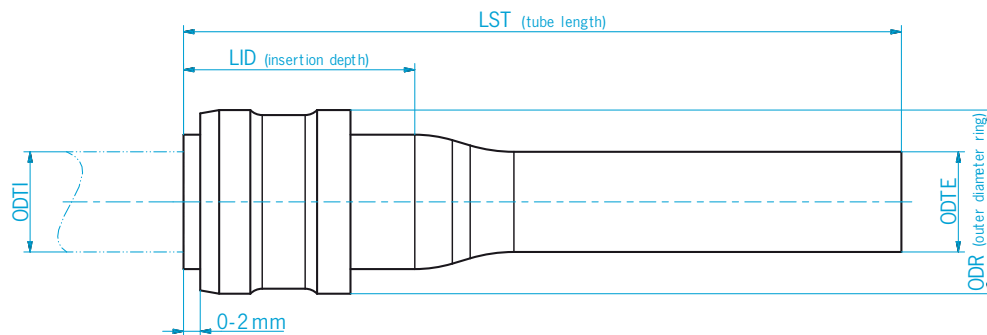 LST (tube length)
LID (insertion depth)
ODTI
ODTE
ODR (outer diameter ring)
0-2 mm